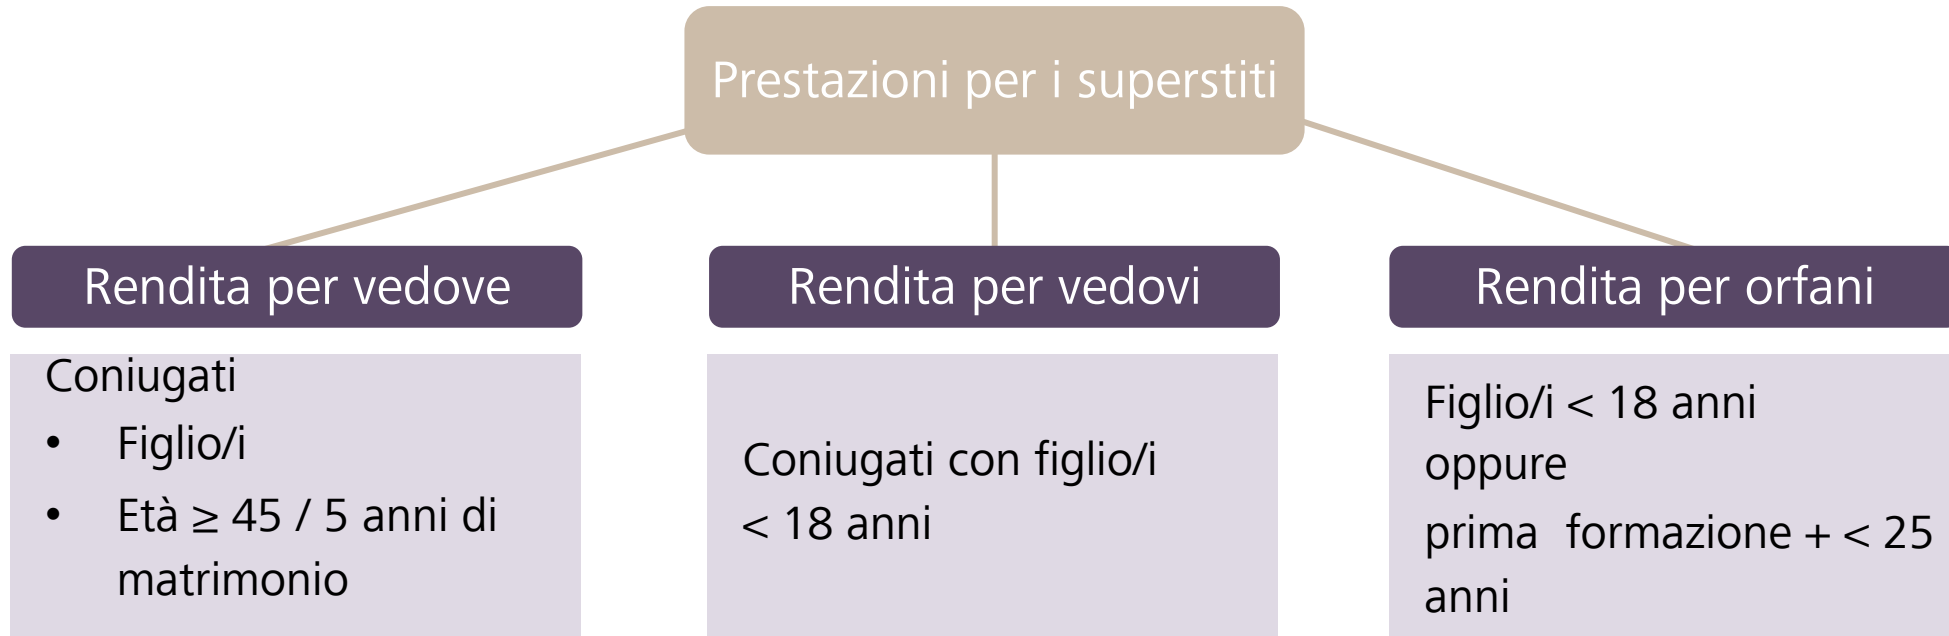 Prestazioni per i superstiti
Rendita per vedove
Coniugati
• Figlio/i
• Età ≥ 45 / 5 anni di
matrimonio
Rendita per vedovi
Coniugati con figlio/i
< 18 anni
Rendita per orfani
Figlio/i < 18 anni
oppure
prima formazione + < 25
anni